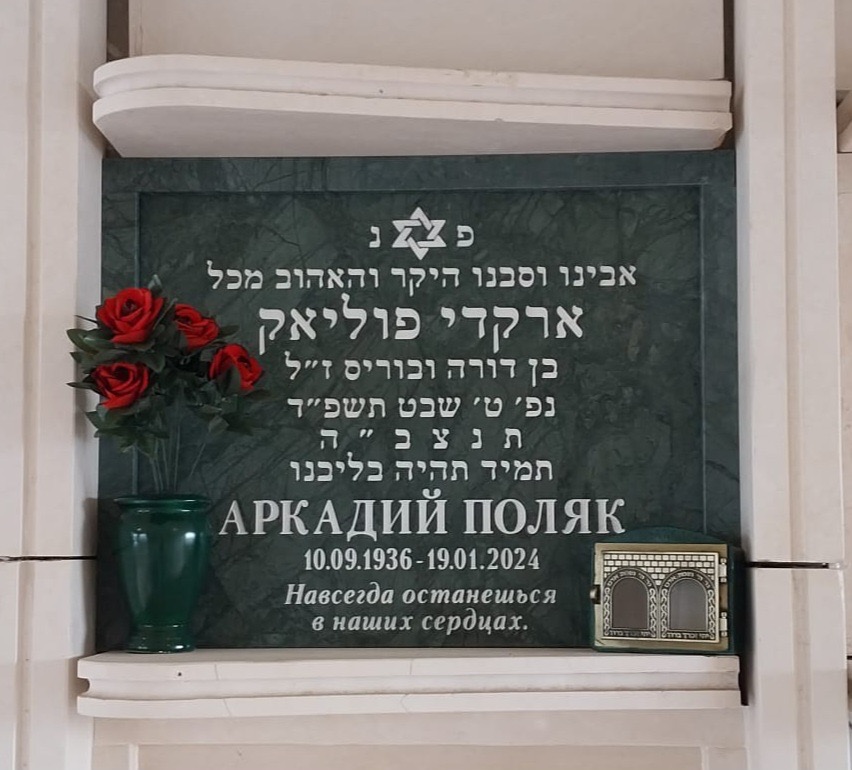 פ נ
אבינו וסבנו היקר והאהוב מכל
ארקדי פוליאק
בן דורה ובוריס ז״ל
נפ׳ ט׳ שבט תשפ״ד
ת נ צ ב ״ ה
תמיד תהיה בליבנו
АРКАДИЙ ПОЛЯК
10.09.1936 - 19.01.2024
Навсегда останешься
в наших сердцах.